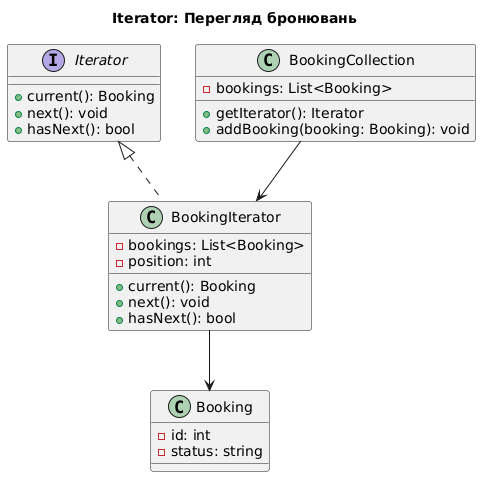 Iterator: Перегляд бронювань
I Iterator
current(): Booking
next(): void
hasNext(): bool
C BookingCollection
bookings: List<Booking>
getIterator(): Iterator
addBooking(booking: Booking): void
C BookingIterator
bookings: List<Booking>
position: int
current(): Booking
next(): void
hasNext(): bool
C Booking
id: int
status: string